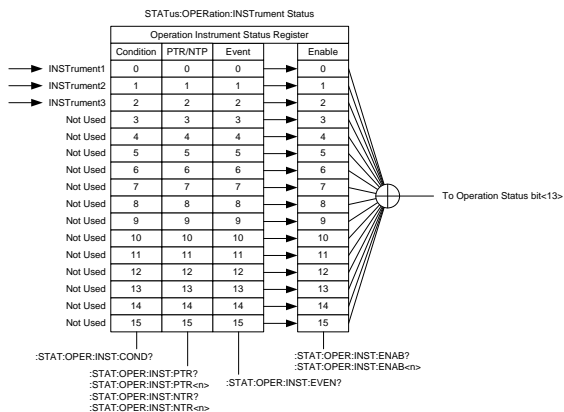 STATus:OPERation:INSTrument Status
Operation Instrument Status Register
Condition PTR/NTP Event Enable
INSTrument1 0 0 0 0
INSTrument2 1 1 1 1
INSTrument3 2 2 2 2
Not Used 3 3 3 3
Not Used 4 4 4 4
Not Used 5 5 5 5
Not Used 6 6 6 6
Not Used 7 7 7 7
To Operation Status bit<13>
Not Used 8 8 8 8
Not Used 9 9 9 9
Not Used 10 10 10 10
Not Used 11 11 11 11
Not Used 12 12 12 12
Not Used 13 13 13 13
Not Used 14 14 14 14
Not Used 15 15 15 15
:STAT:OPER:INST:COND?
:STAT:OPER:INST:PTR?
:STAT:OPER:INST:PTR<n>
:STAT:OPER:INST:NTR?
:STAT:OPER:INST:NTR<n>
:STAT:OPER:INST:EVEN?
:STAT:OPER:INST:ENAB?
:STAT:OPER:INST:ENAB<n>